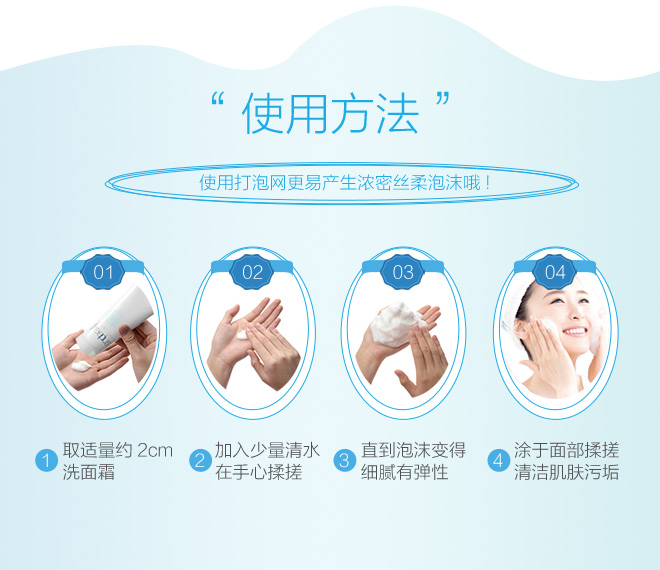 “ 使用方法 ”
使用打泡网更易产生浓密丝柔泡沫哦！
01
02
03
04
1 取适量约 2cm
洗面霜
2 加入少量清水
在手心揉搓
3 直到泡沫变得
细腻有弹性
4 涂于面部揉搓
清洁肌肤污垢